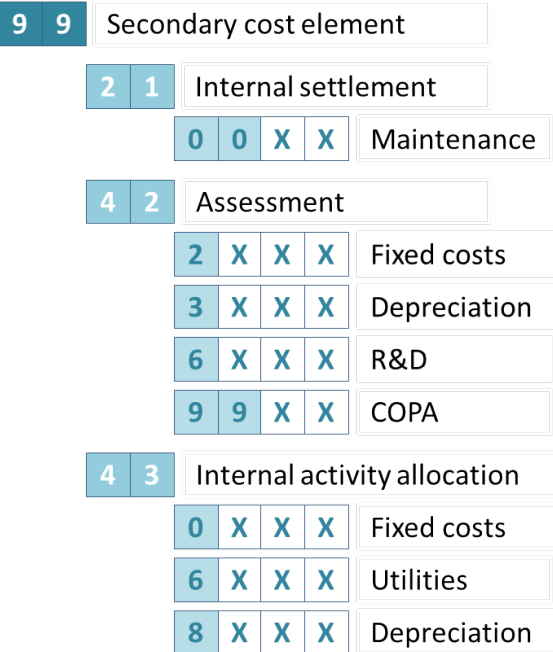 9 9 Secondary cost element
2 1 Internal settlement
0 0 X X Maintenance
4 2 Assessment
2 X X X Fixed costs
3 X X X Depreciation
6 X X X R&D
9 9 X X COPA
4 3 Internal activity allocation
0 X X X Fixed costs
6 X X X Utilities
8 X X X Depreciation